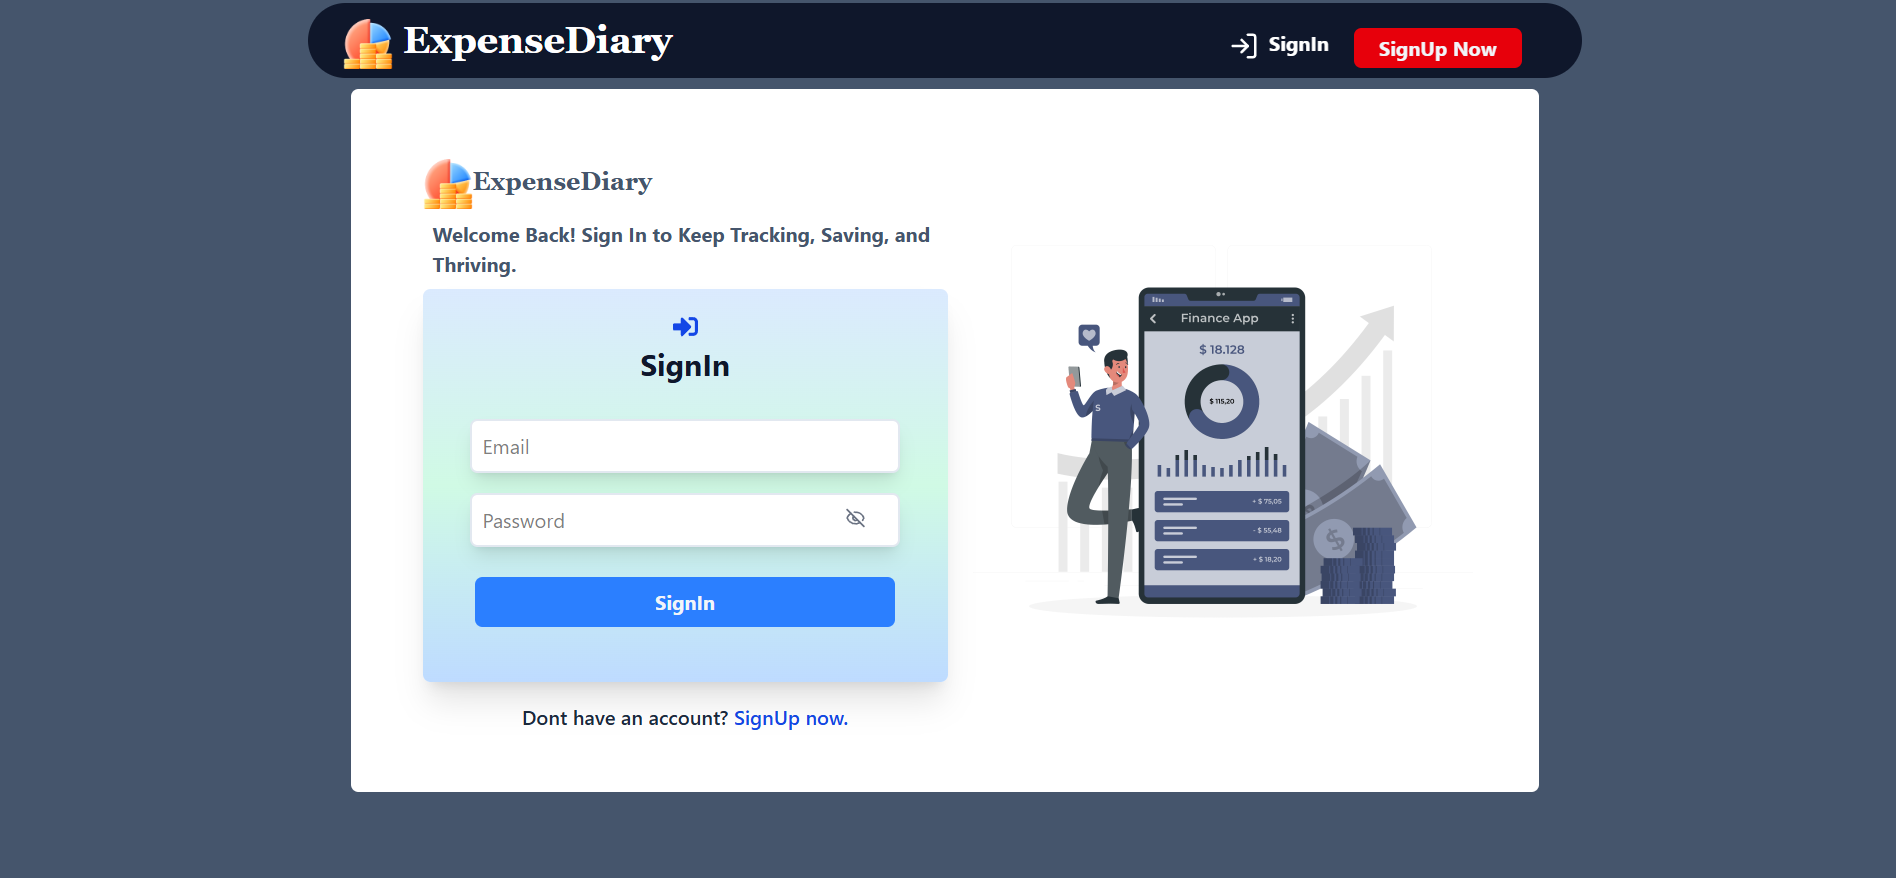 ExpenseDiary
SignIn
SignUp Now
ExpenseDiary
Welcome Back! Sign In to Keep Tracking, Saving, and
Thriving.
SignIn
Email
Password
SignIn
Dont have an account? SignUp now.
Finance App
$ 18.128
$ 115,20
S
+ $ 75,05
- $ 55,48
+ $ 18,20
$